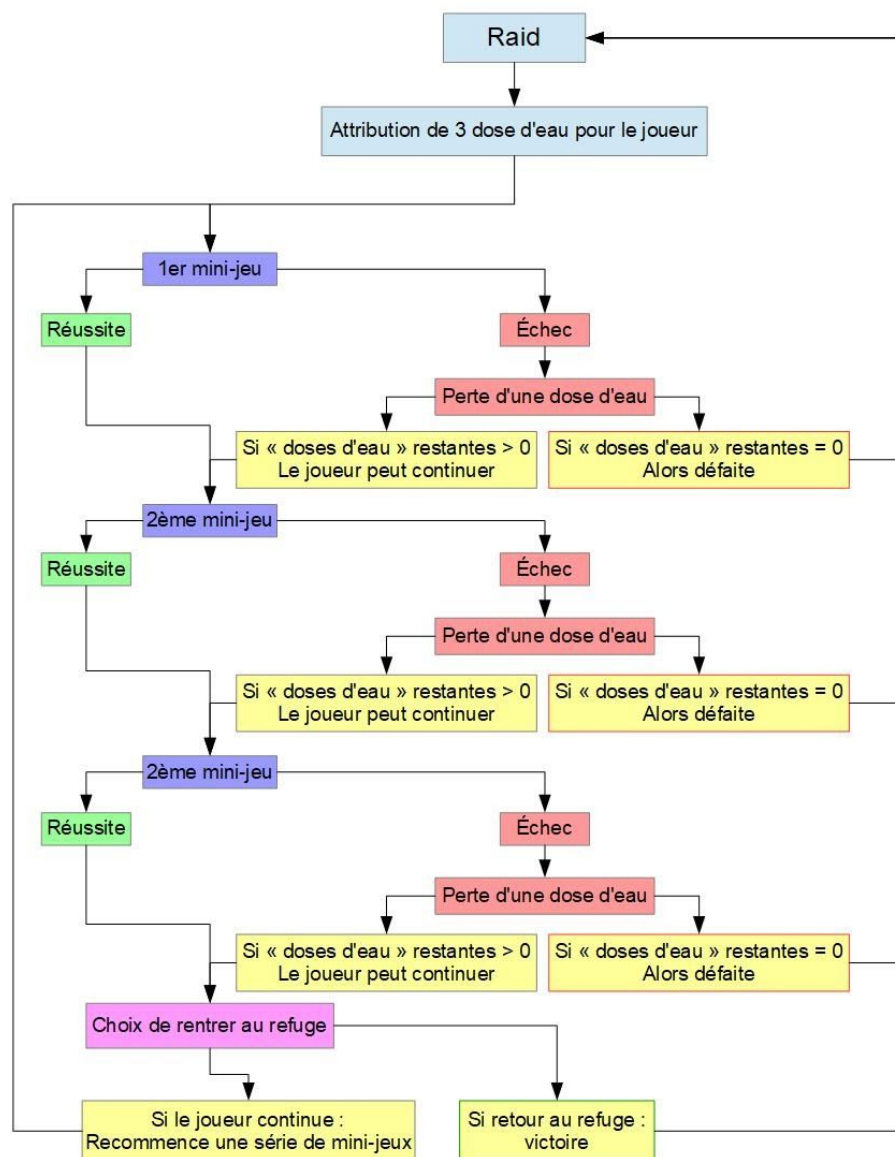 Raid
Attribution de 3 dose d'eau pour le joueur
1er mini-jeu
Réussite
Échec
Perte d'une dose d'eau
Si « doses d'eau » restantes > 0
Le joueur peut continuer
Si « doses d'eau » restantes = 0
Alors défaite
2ème mini-jeu
Réussite
Échec
Perte d'une dose d'eau
Si « doses d'eau » restantes > 0
Le joueur peut continuer
Si « doses d'eau » restantes = 0
Alors défaite
2ème mini-jeu
Réussite
Échec
Perte d'une dose d'eau
Si « doses d'eau » restantes > 0
Le joueur peut continuer
Si « doses d'eau » restantes = 0
Alors défaite
Choix de rentrer au refuge
Si le joueur continue :
Recommence une série de mini-jeux
Si retour au refuge :
victoire